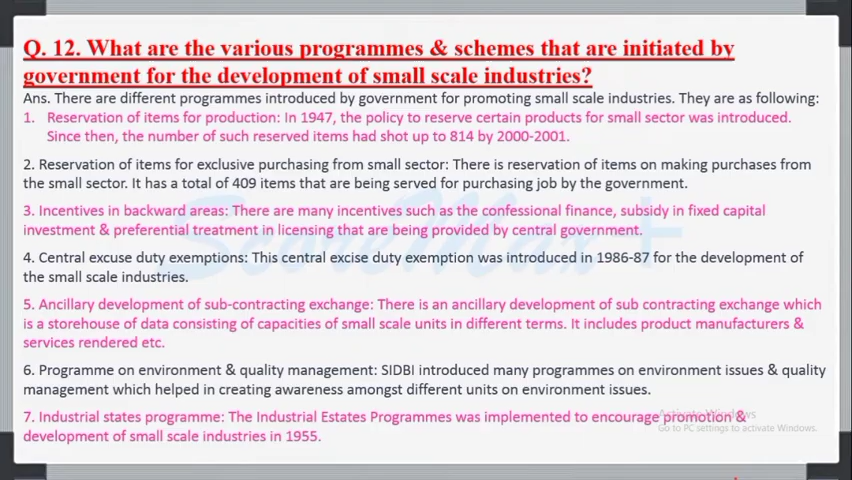 Q. 12. What are the various programmes & schemes that are initiated by
government for the development of small scale industries?
Ans. There are different programmes introduced by government for promoting small scale industries. They are as following:
1. Reservation of items for production: In 1947, the policy to reserve certain products for small sector was introduced.
Since then, the number of such reserved items had shot up to 814 by 2000-2001.
2. Reservation of items for exclusive purchasing from small sector: There is reservation of items on making purchases from
the small sector. It has a total of 409 items that are being served for purchasing job by the government.
3. Incentives in backward areas: There are many incentives such as the confessional finance, subsidy in fixed capital
investment & preferential treatment in licensing that are being provided by central government.
4. Central excuse duty exemptions: This central excise duty exemption was introduced in 1986-87 for the development of
the small scale industries.
5. Ancillary development of sub-contracting exchange: There is an ancillary development of sub contracting exchange which
is a storehouse of data consisting of capacities of small scale units in different terms. It includes product manufacturers &
services rendered etc.
6. Programme on environment & quality management: SIDBI introduced many programmes on environment issues & quality
management which helped in creating awareness amongst different units on environment issues.
7. Industrial states programme: The Industrial Estates Programmes was implemented to encourage promotion &
development of small scale industries in 1955.
ScoreMax +
Activate Windows
Go to PC settings to activate Windows.